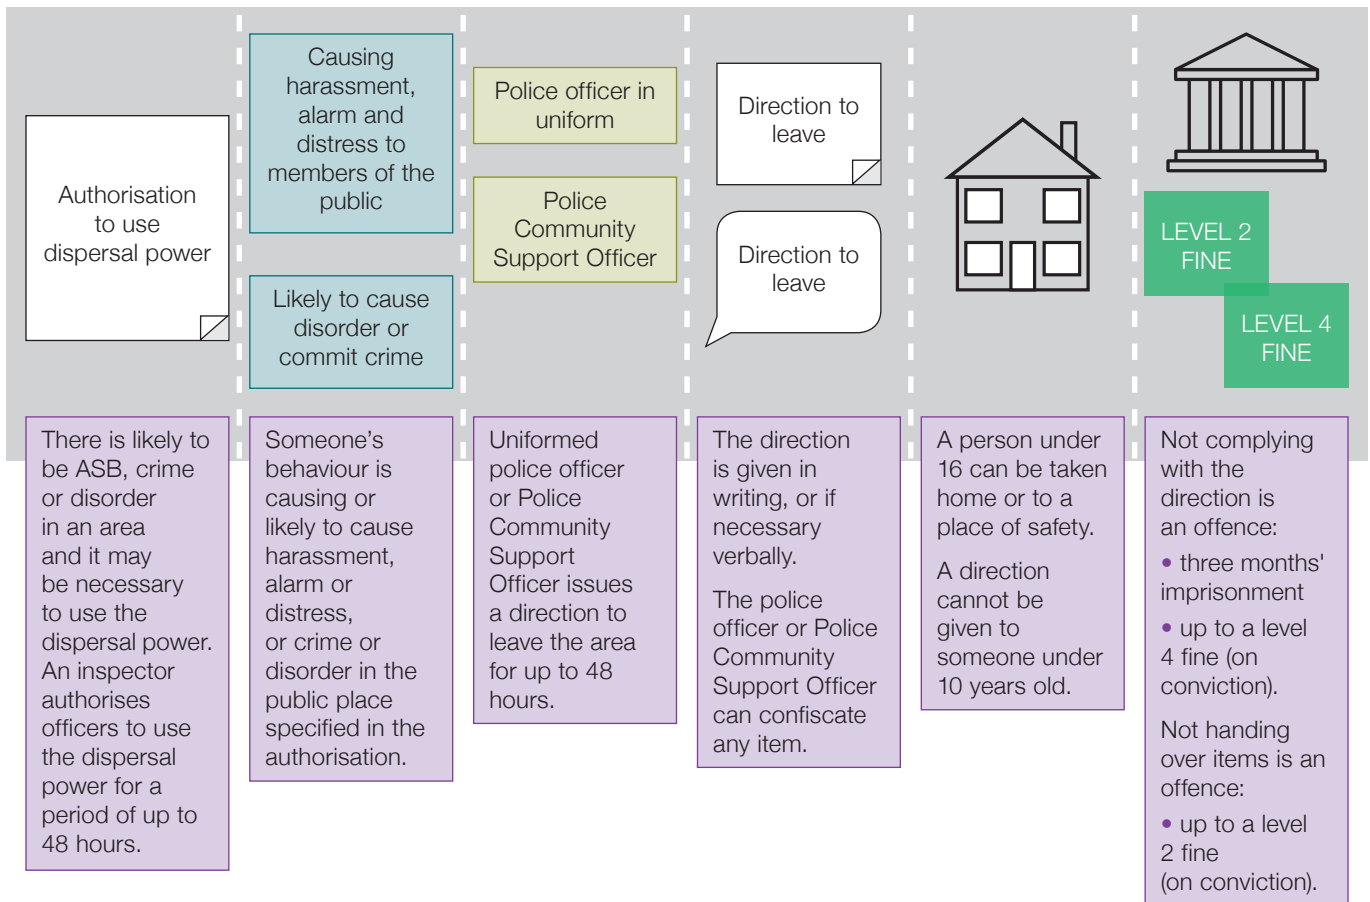 Authorisation
to use
dispersal power
Causing
harassment,
alarm and
distress to
members of the
public
Likely to cause
disorder or
commit crime
Police officer in
uniform
Police
Community
Support Officer
Direction to
leave
Direction to
leave
LEVEL 2
FINE
LEVEL 4
FINE
There is likely to
be ASB, crime
or disorder
in an area
and it may
be necessary
to use the
dispersal power.
An inspector
authorises
officers to use
the dispersal
power for a
period of up to
48 hours.
Someone's
behaviour is
causing or
likely to cause
harassment,
alarm or
distress,
or crime or
disorder in the
public place
specified in the
authorisation.
Uniformed
police officer
or Police
Community
Support
Officer issues
a direction to
leave the area
for up to 48
hours.
The direction
is given in
writing, or if
necessary
verbally.
The police
officer or Police
Community
Support Officer
can confiscate
any item.
A person under
16 can be taken
home or to a
place of safety.
A direction
cannot be
given to
someone under
10 years old.
Not complying
with the
direction is
an offence:
• three months'
imprisonment
• up to a level
4 fine (on
conviction).
Not handing
over items is an
offence:
• up to a level
2 fine
(on conviction).